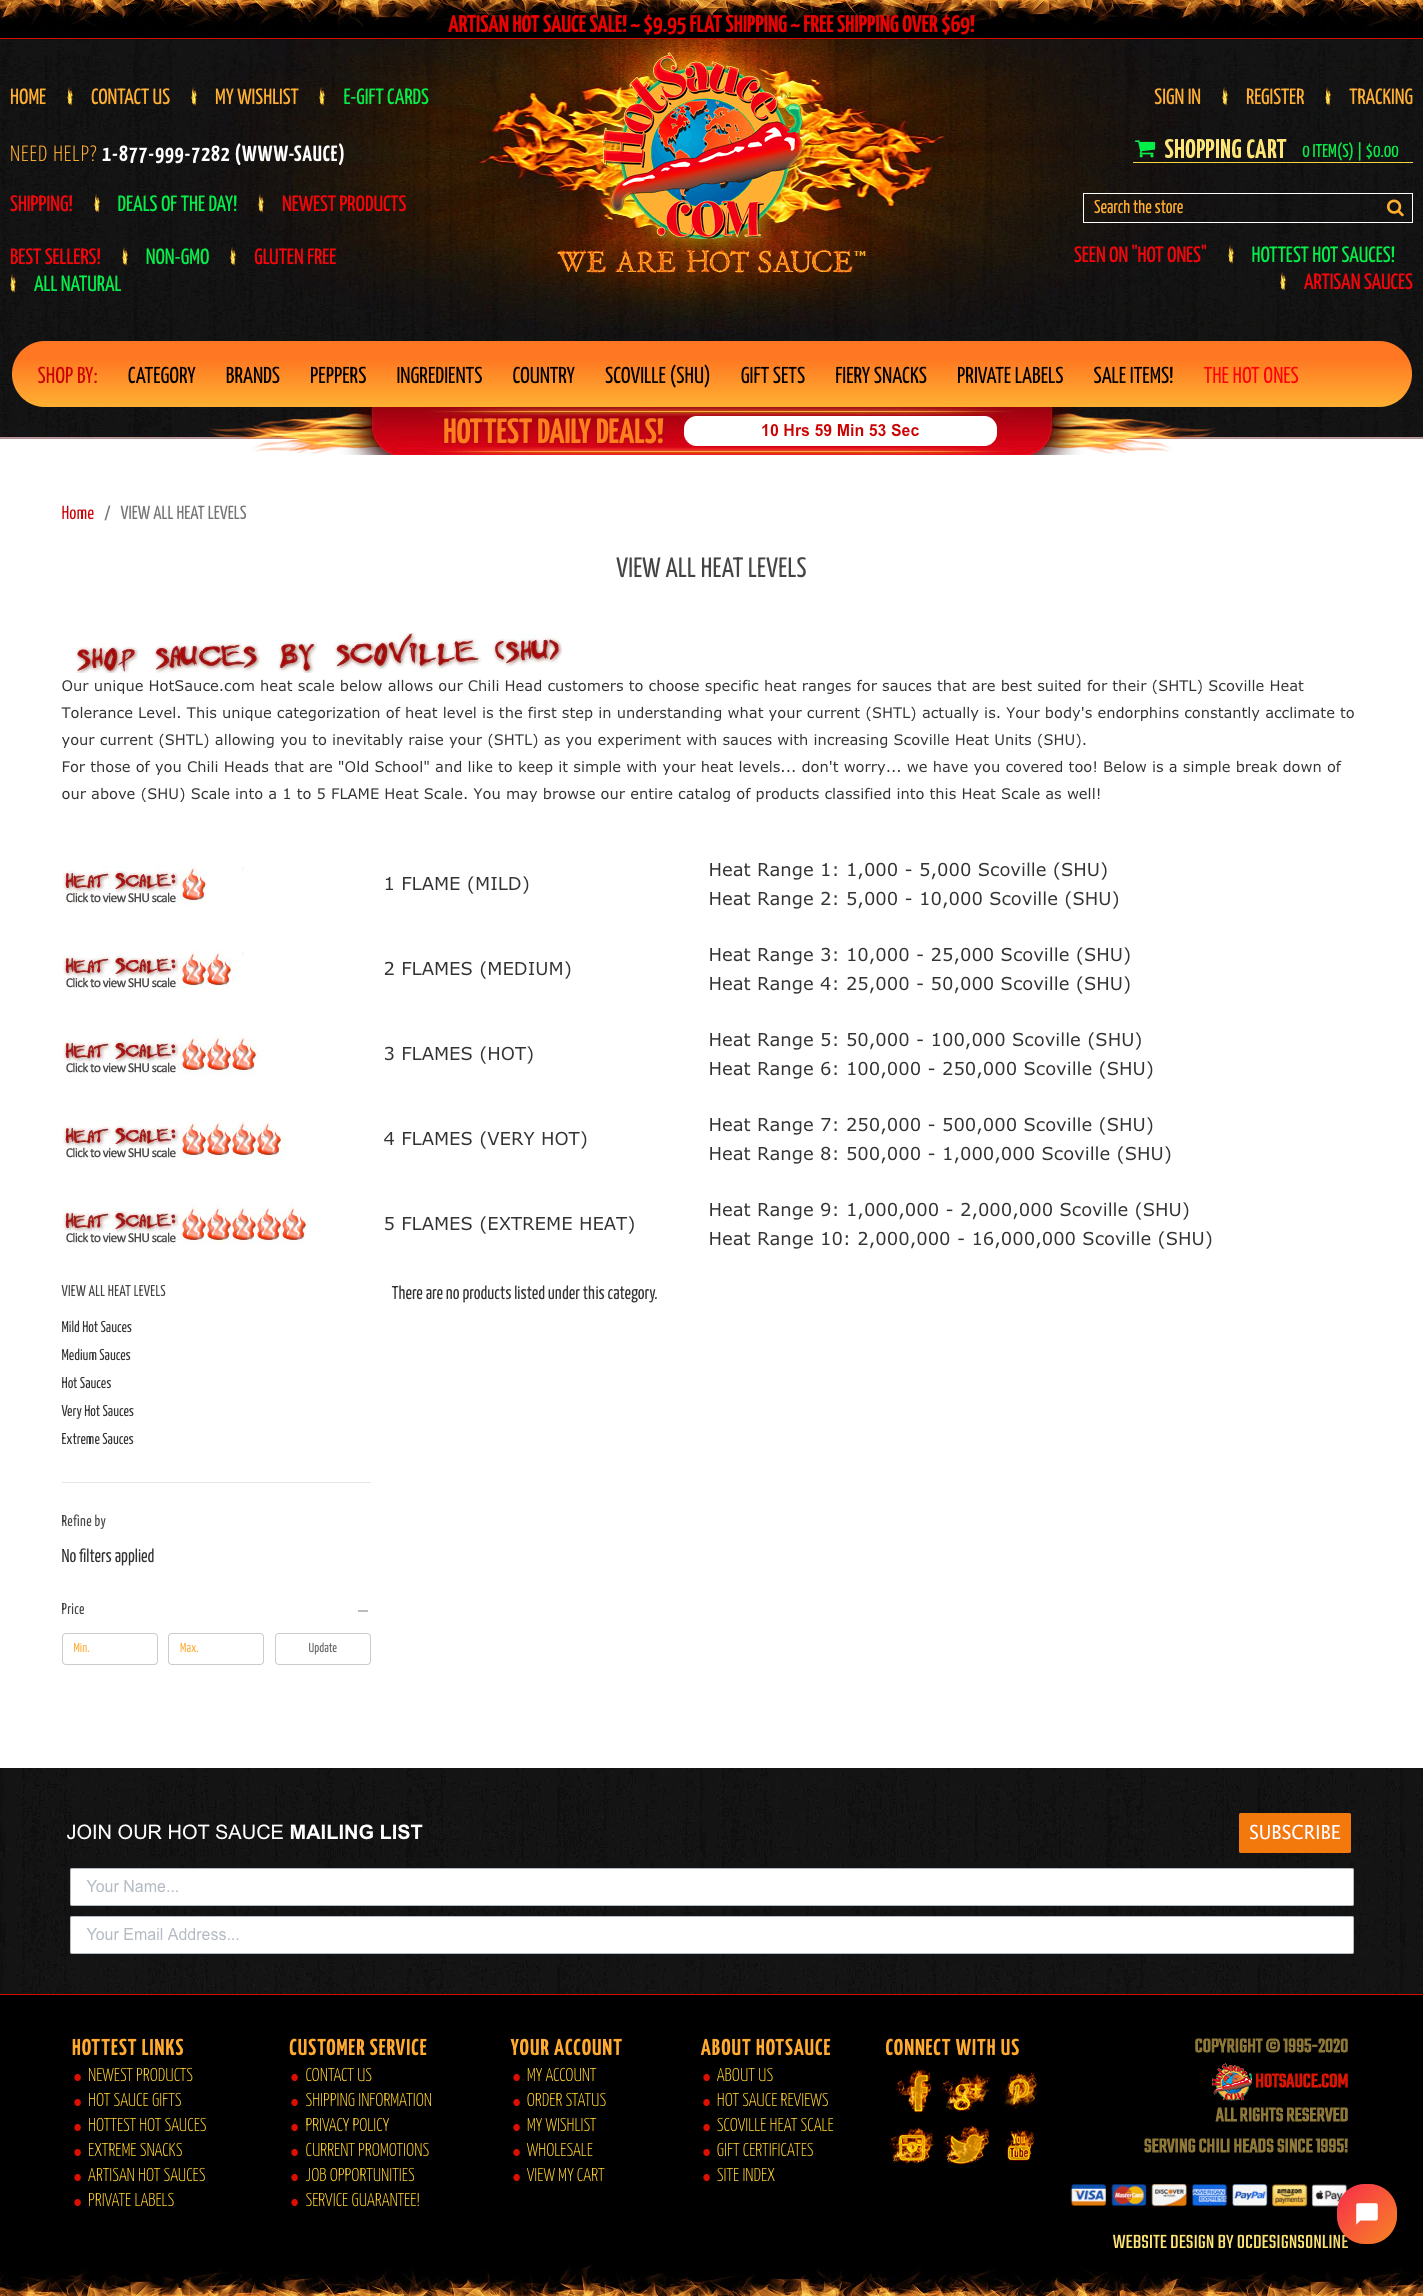 ARTISAN HOT SAUCE SALE! ~ $9.95 FLAT SHIPPING ~ FREE SHIPPING OVER $69!
HOME CONTACT US MY WISHLIST E-GIFT CARDS
NEED HELP? 1-877-999-7282 (WWW-SAUCE)
SHIPPING! DEALS OF THE DAY! NEWEST PRODUCTS
BEST SELLERS! NON-GMO GLUTEN FREE
ALL NATURAL
HotSauce
.COM
WE ARE HOT SAUCE™
SIGN IN REGISTER TRACKING
SHOPPING CART 0 ITEM(S) | $0.00
Search the store
SEEN ON "HOT ONES" HOTTEST HOT SAUCES!
ARTISAN SAUCES
SHOP BY: CATEGORY BRANDS PEPPERS INGREDIENTS COUNTRY SCOVILLE (SHU) GIFT SETS FIERY SNACKS PRIVATE LABELS SALE ITEMS! THE HOT ONES
HOTTEST DAILY DEALS! 10 Hrs 59 Min 53 Sec
Home / VIEW ALL HEAT LEVELS
VIEW ALL HEAT LEVELS
SHOP SAUCES BY SCOVILLE (SHU)
Our unique HotSauce.com heat scale below allows our Chili Head customers to choose specific heat ranges for sauces that are best suited for their (SHTL) Scoville Heat
Tolerance Level. This unique categorization of heat level is the first step in understanding what your current (SHTL) actually is. Your body's endorphins constantly acclimate to
your current (SHTL) allowing you to inevitably raise your (SHTL) as you experiment with sauces with increasing Scoville Heat Units (SHU).
For those of you Chili Heads that are "Old School" and like to keep it simple with your heat levels... don't worry... we have you covered too! Below is a simple break down of
our above (SHU) Scale into a 1 to 5 FLAME Heat Scale. You may browse our entire catalog of products classified into this Heat Scale as well!
HEAT SCALE:
Click to view SHU scale
1 FLAME (MILD)
Heat Range 1: 1,000 - 5,000 Scoville (SHU)
Heat Range 2: 5,000 - 10,000 Scoville (SHU)
HEAT SCALE:
Click to view SHU scale
2 FLAMES (MEDIUM)
Heat Range 3: 10,000 - 25,000 Scoville (SHU)
Heat Range 4: 25,000 - 50,000 Scoville (SHU)
HEAT SCALE:
Click to view SHU scale
3 FLAMES (HOT)
Heat Range 5: 50,000 - 100,000 Scoville (SHU)
Heat Range 6: 100,000 - 250,000 Scoville (SHU)
HEAT SCALE:
Click to view SHU scale
4 FLAMES (VERY HOT)
Heat Range 7: 250,000 - 500,000 Scoville (SHU)
Heat Range 8: 500,000 - 1,000,000 Scoville (SHU)
HEAT SCALE:
Click to view SHU scale
5 FLAMES (EXTREME HEAT)
Heat Range 9: 1,000,000 - 2,000,000 Scoville (SHU)
Heat Range 10: 2,000,000 - 16,000,000 Scoville (SHU)
VIEW ALL HEAT LEVELS
Mild Hot Sauces
Medium Sauces
Hot Sauces
Very Hot Sauces
Extreme Sauces
There are no products listed under this category.
Refine by
No filters applied
Price
Min. Max. Update
JOIN OUR HOT SAUCE MAILING LIST
SUBSCRIBE
Your Name...
Your Email Address...
HOTTEST LINKS
NEWEST PRODUCTS
HOT SAUCE GIFTS
HOTTEST HOT SAUCES
EXTREME SNACKS
ARTISAN HOT SAUCES
PRIVATE LABELS
CUSTOMER SERVICE
CONTACT US
SHIPPING INFORMATION
PRIVACY POLICY
CURRENT PROMOTIONS
JOB OPPORTUNITIES
SERVICE GUARANTEE!
YOUR ACCOUNT
MY ACCOUNT
ORDER STATUS
MY WISHLIST
WHOLESALE
VIEW MY CART
ABOUT HOTSAUCE
ABOUT US
HOT SAUCE REVIEWS
SCOVILLE HEAT SCALE
GIFT CERTIFICATES
SITE INDEX
CONNECT WITH US
f g+ P
You
Tube
COPYRIGHT © 1995-2020
HOTSAUCE.COM
ALL RIGHTS RESERVED
SERVING CHILI HEADS SINCE 1995!
VISA MasterCard DISCOVER AMERICAN EXPRESS PayPal amazon payments Pay
WEBSITE DESIGN BY OCDESIGNSONLINE